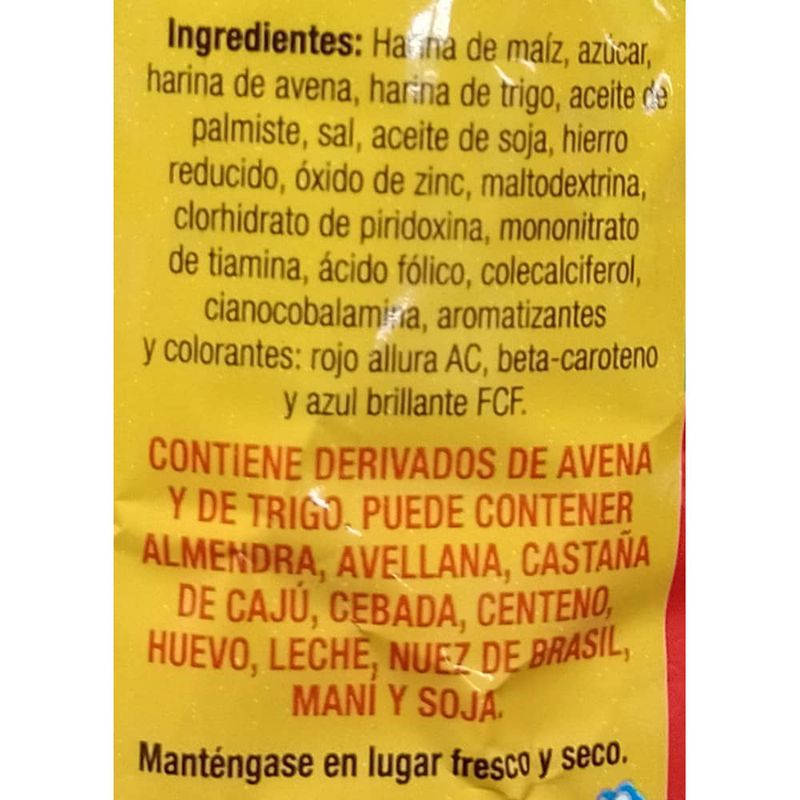 Ingredientes: Harina de maíz, azúcar,
harina de avena, harina de trigo, aceite de
palmiste, sal, aceite de soja, hierro
reducido, óxido de zinc, maltodextrina,
clorhidrato de piridoxina, mononitrato
de tiamina, ácido fólico, colecalciferol,
cianocobalamina, aromatizantes
y colorantes: rojo allura AC, beta-caroteno
y azul brillante FCF.
CONTIENE DERIVADOS DE AVENA
Y DE TRIGO. PUEDE CONTENER
ALMENDRA, AVELLANA, CASTAÑA
DE CAJÚ, CEBADA, CENTENO,
HUEVO, LECHE, NUEZ DE BRASIL,
MANÍ Y SOJA.
Manténgase en lugar fresco y seco.